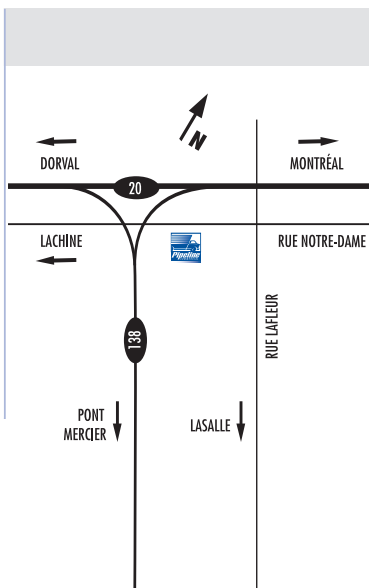 N
DORVAL
MONTRÉAL
20
LACHINE
Pipeline
RUE NOTRE-DAME
RUE LAFLEUR
138
PONT
MERCIER
LASALLE